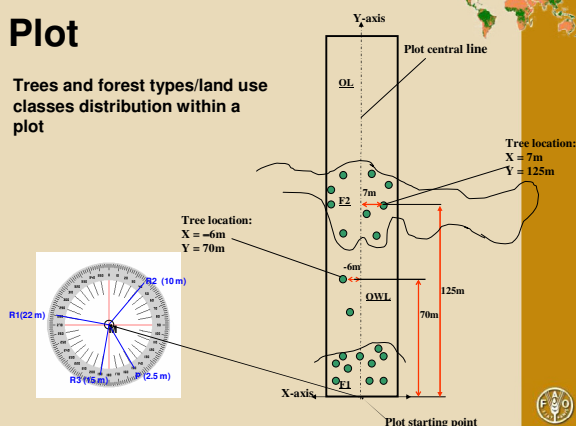 Plot
Trees and forest types/land use
classes distribution within a
plot
Y-axis
Plot central line
OL
Tree location:
X = 7m
Y = 125m
7m
F2
Tree location:
X = –6m
Y = 70m
-6m
OWL
125m
70m
R2 (10 m)
R1(22 m)
M
R3 (15 m)
P (2.5 m)
F1
X-axis
Plot starting point
F A O